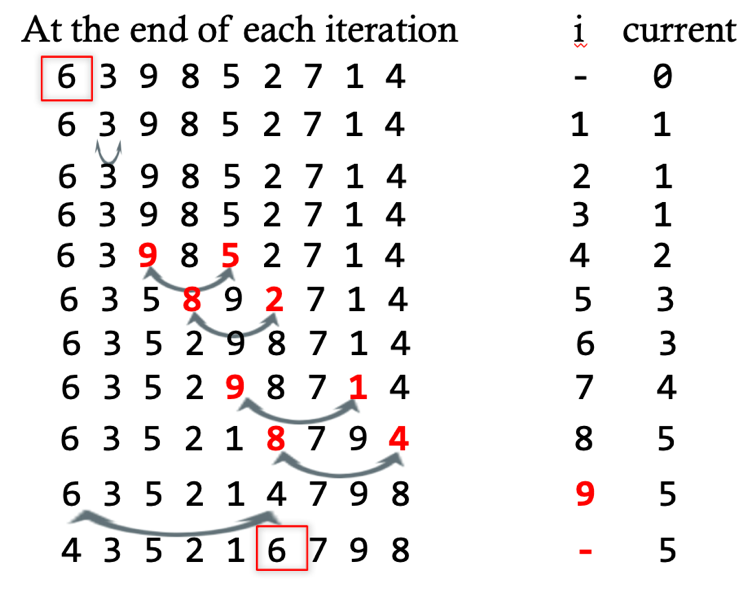 At the end of each iteration i current
6 3 9 8 5 2 7 1 4 - 0
6 3 9 8 5 2 7 1 4 1 1
6 3 9 8 5 2 7 1 4 2 1
6 3 9 8 5 2 7 1 4 3 1
6 3 9 8 5 2 7 1 4 4 2
6 3 5 8 9 2 7 1 4 5 3
6 3 5 2 9 8 7 1 4 6 3
6 3 5 2 9 8 7 1 4 7 4
6 3 5 2 1 8 7 9 4 8 5
6 3 5 2 1 4 7 9 8 9 5
4 3 5 2 1 6 7 9 8 - 5